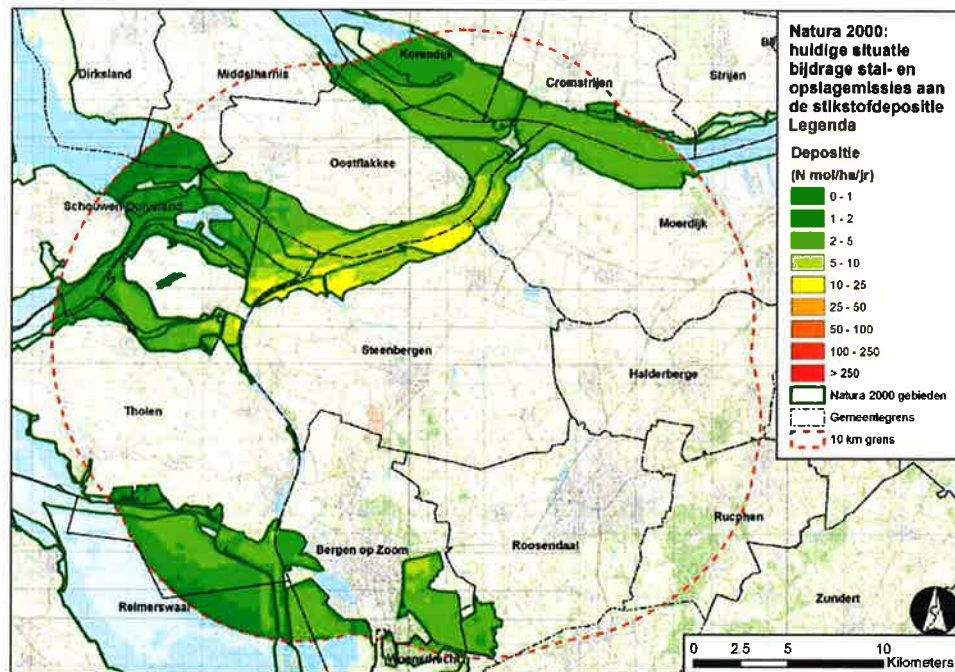 Natura 2000:
huidige situatie
bijdrage stal- en
opslagemissies aan
de stikstofdepositie
Legenda
Depositie
(N mol/ha/jr)
0 - 1
1 - 2
2 - 5
5 - 10
10 - 25
25 - 50
50 - 100
100 - 250
> 250
Natura 2000 gebieden
Gemeentegrens
10 km grens
Korendijk
Dirksland
Middelharnis
Cromstrijen
Strijen
Oostflakkee
Schouwen-Duiveland
Moerdijk
Steenbergen
Halderberge
Tholen
Rucphen
Bergen op Zoom
Roosendaal
Reimerswaal
Zundert
Woensdrecht
0 2.5 5 10
Kilometers